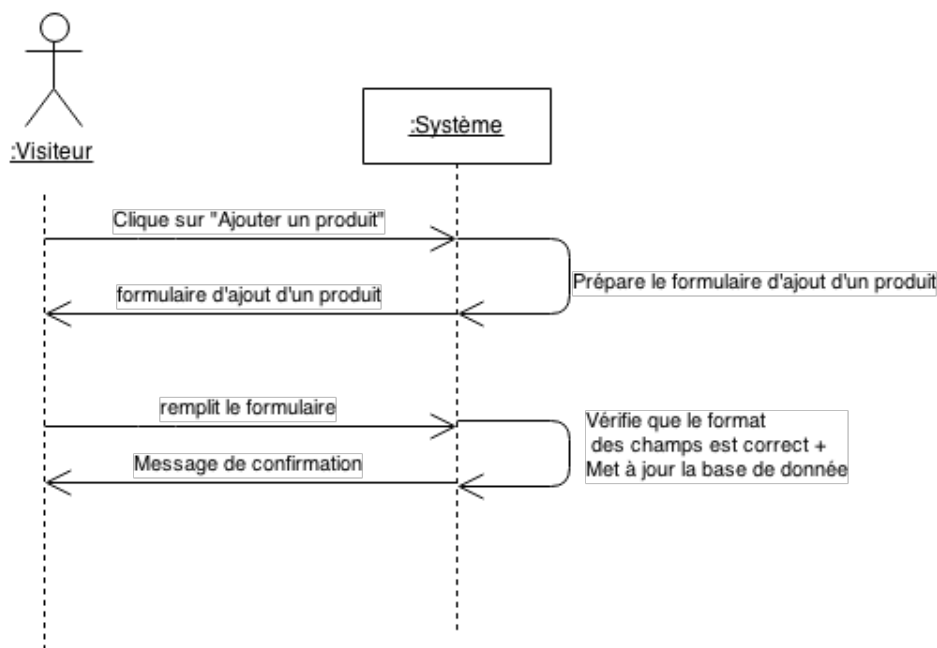 :Visiteur
:Système
Clique sur "Ajouter un produit"
Prépare le formulaire d'ajout d'un produit
formulaire d'ajout d'un produit
remplit le formulaire
Vérifie que le format
des champs est correct +
Met à jour la base de donnée
Message de confirmation